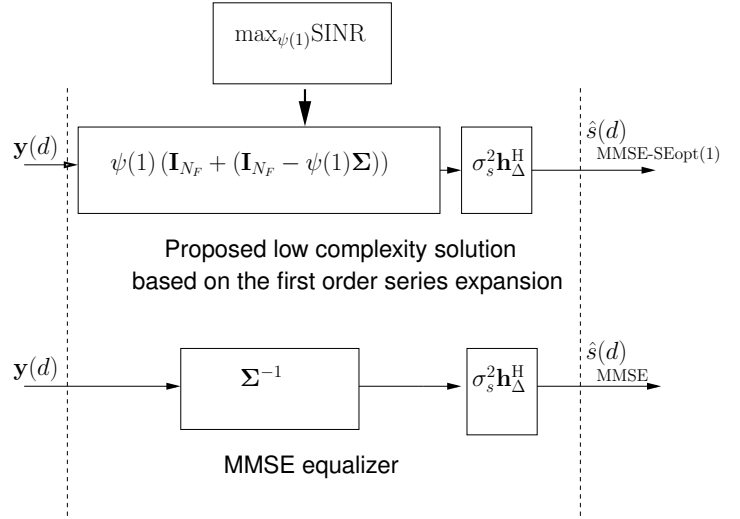 max_{ψ(1)}SINR
y(d)
ψ(1) (I_{N_F} + (I_{N_F} − ψ(1)Σ))
σ_s^2 h_Δ^H
ŝ(d)
MMSE-SEopt(1)
Proposed low complexity solution
based on the first order series expansion
y(d)
Σ^{−1}
σ_s^2 h_Δ^H
ŝ(d)
MMSE
MMSE equalizer